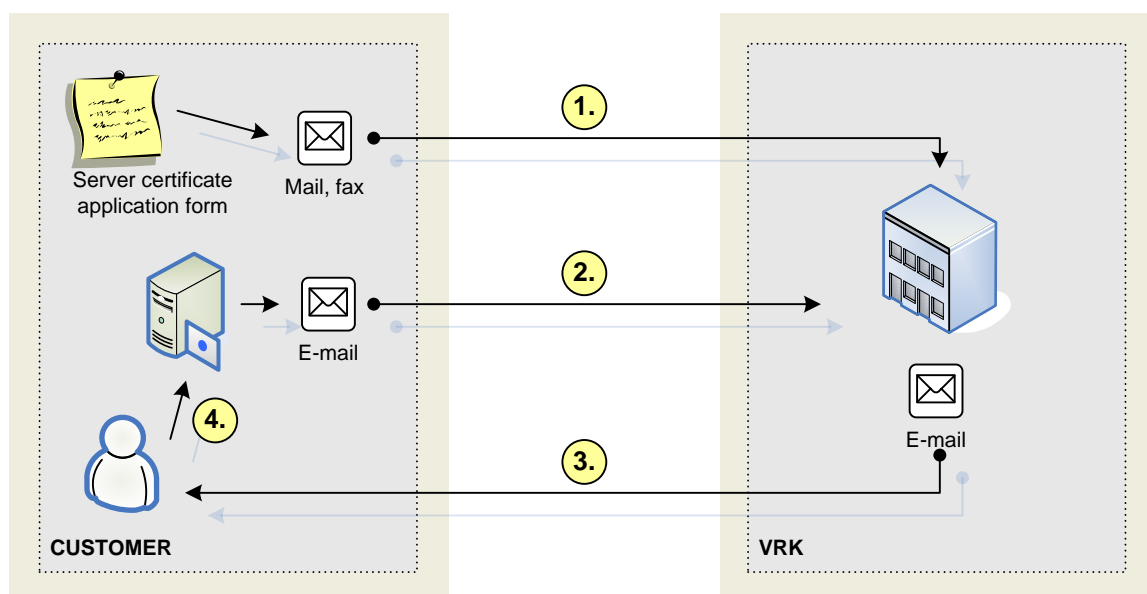 1.
Server certificate
application form
Mail, fax
2.
E-mail
E-mail
4.
3.
CUSTOMER
VRK